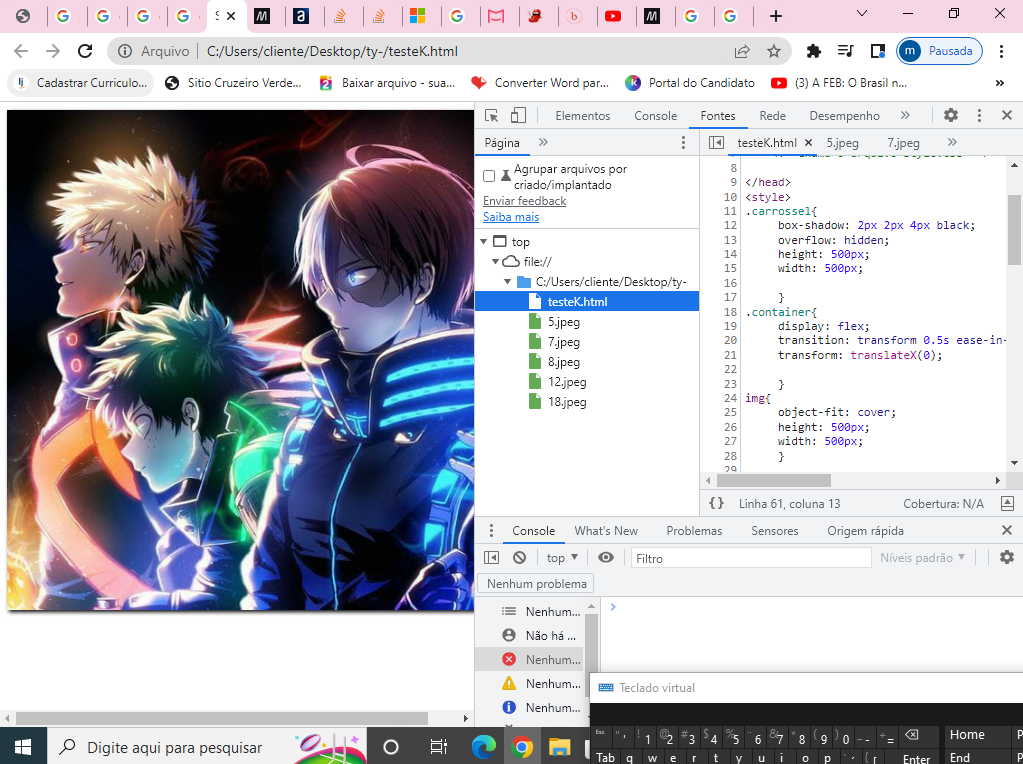 S
Arquivo
C:/Users/cliente/Desktop/ty-/testeK.html
m
Pausada
Cadastrar Curriculo...
Sitio Cruzeiro Verde...
Baixar arquivo - sua...
Converter Word par...
Portal do Candidato
(3) A FEB: O Brasil n...
»
Elementos
Console
Fontes
Rede
Desempenho
»
Página
»
testeK.html
5.jpeg
7.jpeg
»
Agrupar arquivos por
criado/implantado
Enviar feedback
Saiba mais
top
file://
C:/Users/cliente/Desktop/ty-
testeK.html
5.jpeg
7.jpeg
8.jpeg
12.jpeg
18.jpeg
8
9 </head>
10 <style>
11 .carrossel{
12 box-shadow: 2px 2px 4px black;
13 overflow: hidden;
14 height: 500px;
15 width: 500px;
16
17 }
18 .container{
19 display: flex;
20 transition: transform 0.5s ease-in-
21 transform: translateX(0);
22
23 }
24 img{
25 object-fit: cover;
26 height: 500px;
27 width: 500px;
28 }
29
{} Linha 61, coluna 13
Cobertura: N/A
Console
What's New
Problemas
Sensores
Origem rápida
top
Filtro
Níveis padrão
Nenhum problema
Nenhum...
Não há ...
Nenhum...
Nenhum...
Nenhum...
Teclado virtual
Esc " ' ! 1 @ 2 # 3 $ 4 % 5 ¨ 6 & 7 * 8 ( 9 ) 0 _ - + =
Home
Tab q w e r t y u i o p
Enter
End
Digite aqui para pesquisar